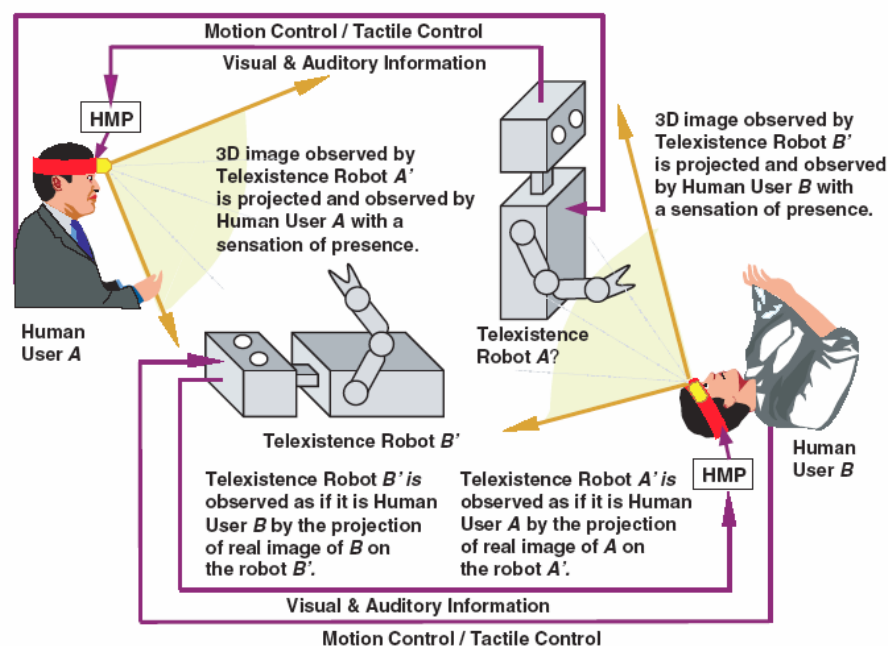 Motion Control / Tactile Control
Visual & Auditory Information
HMP
3D image observed by
Telexistence Robot A’
is projected and observed by
Human User A with a
sensation of presence.
3D image observed by
Telexistence Robot B’
is projected and observed
by Human User B with
a sensation of presence.
Human
User A
Telexistence
Robot A?
Telexistence Robot B’
Human
User B
HMP
Telexistence Robot B’ is
observed as if it is Human
User B by the projection
of real image of B on
the robot B’.
Telexistence Robot A’ is
observed as if it is Human
User A by the projection
of real image of A on
the robot A’.
Visual & Auditory Information
Motion Control / Tactile Control